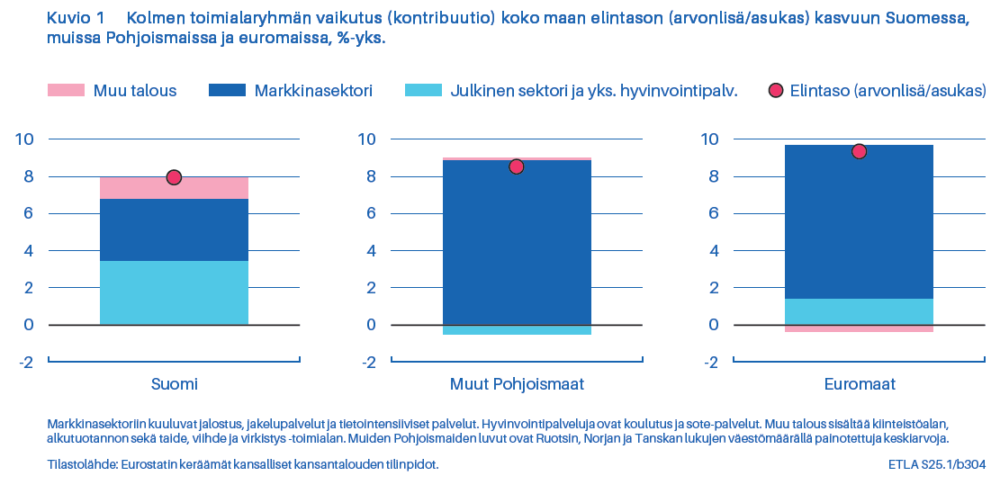 Kuvio 1 Kolmen toimialaryhmän vaikutus (kontribuutio) koko maan elintason (arvonlisä/asukas) kasvuun Suomessa,
muissa Pohjoismaissa ja euromaissa, %-yks.
Muu talous Markkinasektori Julkinen sektori ja yks. hyvinvointipalv. Elintaso (arvonlisä/asukas)
10
8
6
4
2
0
-2
Suomi
10
8
6
4
2
0
-2
Muut Pohjoismaat
10
8
6
4
2
0
-2
Euromaat
Markkinasektoriin kuuluvat jalostus, jakelupalvelut ja tietointensiiviset palvelut. Hyvinvointipalveluja ovat koulutus ja sote-palvelut. Muu talous sisältää kiinteistöalan,
alkutuotannon sekä taide, viihde ja virkistys -toimialan. Muiden Pohjoismaiden luvut ovat Ruotsin, Norjan ja Tanskan lukujen väestömäärällä painotettuja keskiarvoja.
Tilastolähde: Eurostatin keräämät kansalliset kansantalouden tilinpidot.
ETLA S25.1/b304